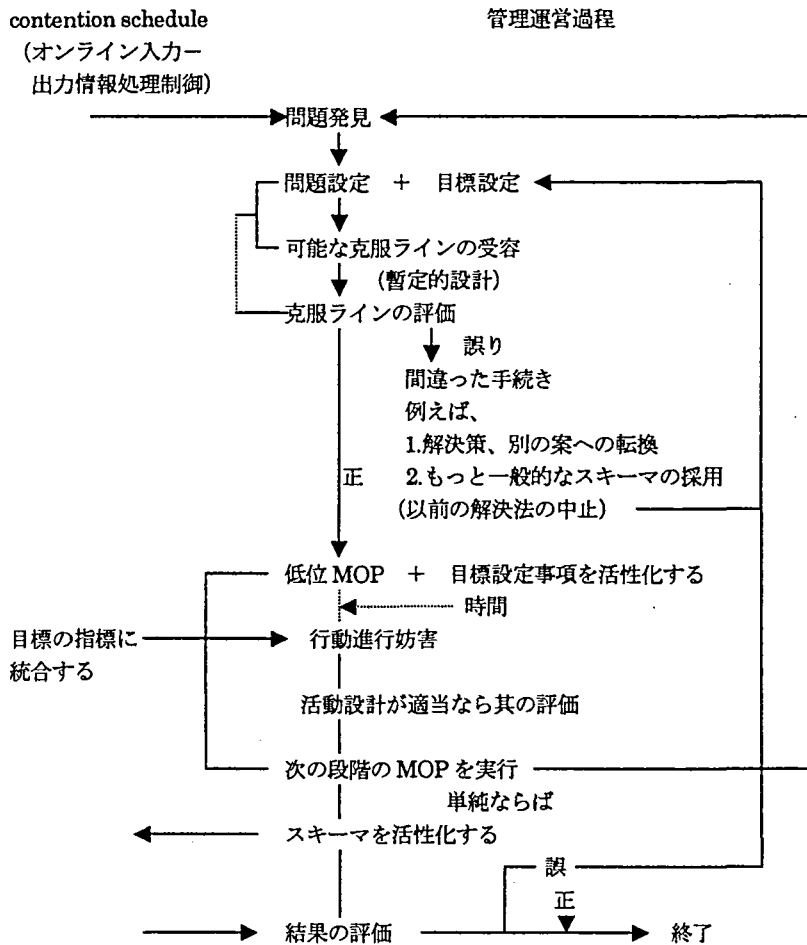 contention schedule
(オンライン入力ー
出力情報処理制御)
管理運営過程
問題発見
問題設定 + 目標設定
可能な克服ラインの受容
(暫定的設計)
克服ラインの評価
誤り
間違った手続き
例えば、
1.解決策、別の案への転換
2.もっと一般的なスキーマの採用
(以前の解決法の中止)
正
低位 MOP + 目標設定事項を活性化する
時間
目標の指標に
統合する
行動進行妨害
活動設計が適当なら其の評価
次の段階の MOP を実行
単純ならば
スキーマを活性化する
誤
正
結果の評価
終了